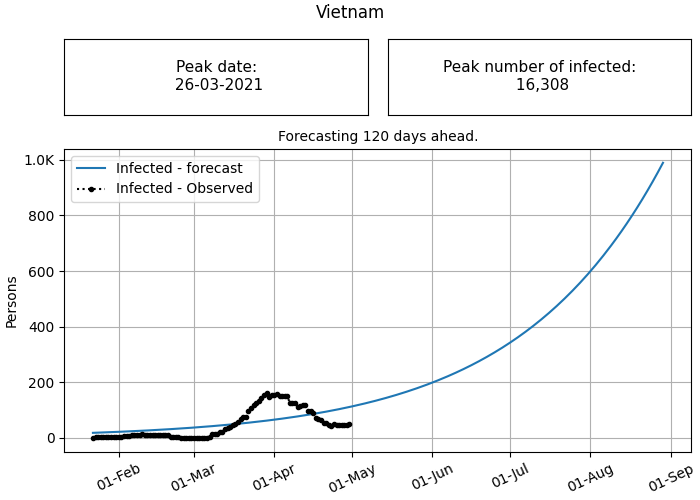 Vietnam
Peak date:
26-03-2021
Peak number of infected:
16,308
Forecasting 120 days ahead.
Infected - forecast
Infected - Observed
1.0K
800
600
400
200
0
Persons
01-Feb
01-Mar
01-Apr
01-May
01-Jun
01-Jul
01-Aug
01-Sep